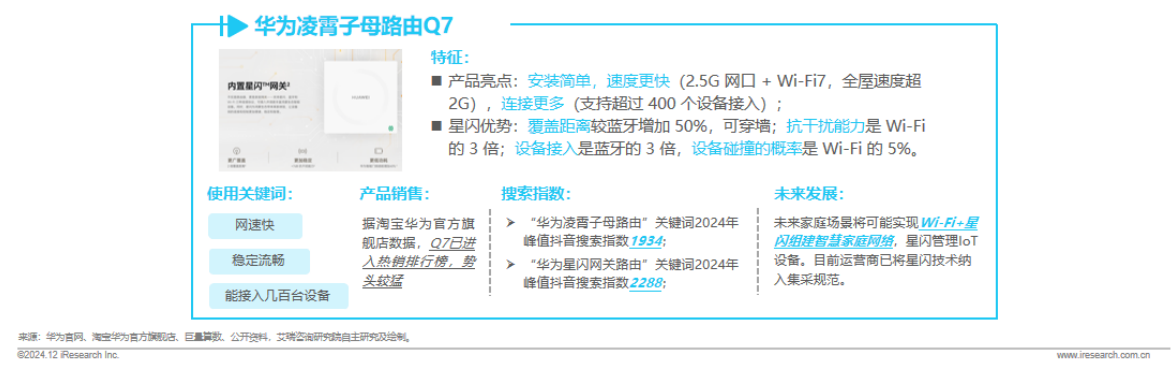 华为凌霄子母路由Q7
内置星闪™网关²
特征：
■ 产品亮点：安装简单，速度更快（2.5G 网口 + Wi-Fi7，全屋速度超
2G），连接更多（支持超过 400 个设备接入）；
■ 星闪优势：覆盖距离较蓝牙增加 50%，可穿墙；抗干扰能力是 Wi-Fi
的 3 倍；设备接入是蓝牙的 3 倍，设备碰撞的概率是 Wi-Fi 的 5%。
使用关键词：
网速快
稳定流畅
能接入几百台设备
产品销售：
据淘宝华为官方旗
舰店数据，Q7已进
入热销排行榜，势
头较猛
搜索指数：
➢ “华为凌霄子母路由”关键词2024年
峰值抖音搜索指数1934;
➢ “华为星闪网关路由”关键词2024年
峰值抖音搜索指数2288;
未来发展：
未来家庭场景将可能实现Wi-Fi+星
闪组建智慧家庭网络，星闪管理IoT
设备。目前运营商已将星闪技术纳
入集采规范。
来源：华为官网、淘宝华为官方旗舰店、巨量算数、公开资料，艾瑞咨询研究院自主研究及绘制。
©2024.12 iResearch Inc.
www.iresearch.com.cn